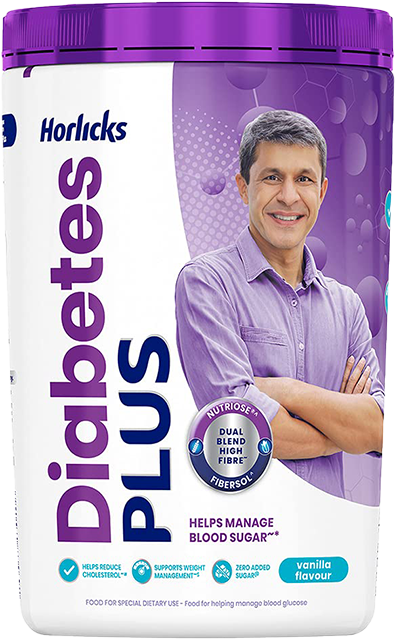 Horlicks
Diabetes
PLUS
NUTRIOSE®^
DUAL
BLEND
HIGH
FIBRE™
FIBERSOL^
HELPS MANAGE
BLOOD SUGAR~*
HELPS REDUCE
CHOLESTEROL
SUPPORTS WEIGHT
MANAGEMENT
ZERO ADDED
SUGAR
vanilla
flavour
FOOD FOR SPECIAL DIETARY USE - Food for helping manage blood glucose